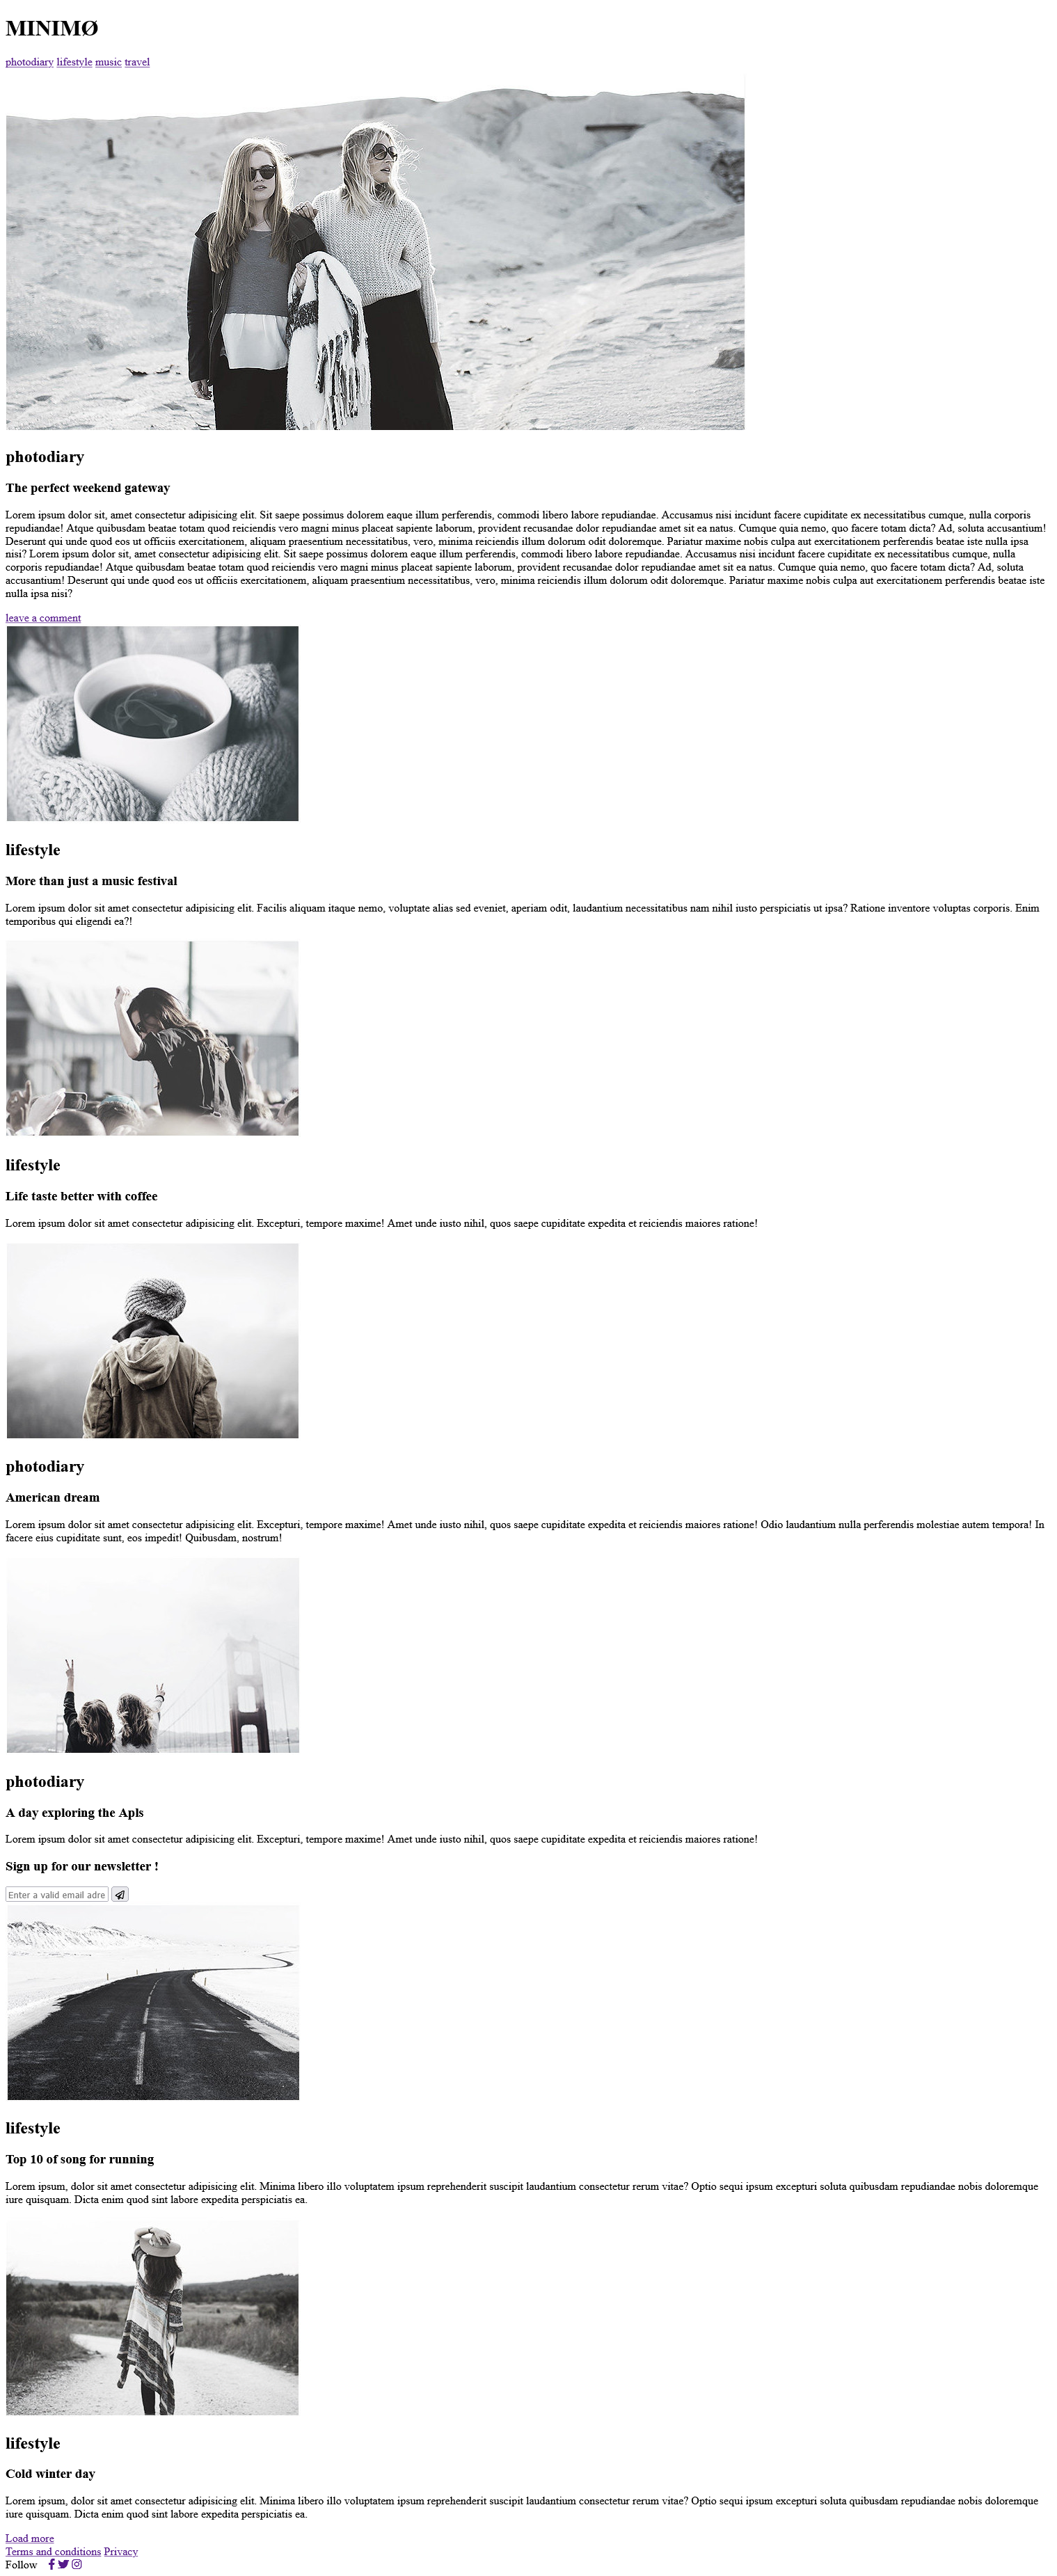 MINIMØ
photodiary lifestyle music travel
photodiary
The perfect weekend gateway
Lorem ipsum dolor sit, amet consectetur adipisicing elit. Sit saepe possimus dolorem eaque illum perferendis, commodi libero labore repudiandae. Accusamus nisi incidunt facere cupiditate ex necessitatibus cumque, nulla corporis
repudiandae! Atque quibusdam beatae totam quod reiciendis vero magni minus placeat sapiente laborum, provident recusandae dolor repudiandae amet sit ea natus. Cumque quia nemo, quo facere totam dicta? Ad, soluta accusantium!
Deserunt qui unde quod eos ut officiis exercitationem, aliquam praesentium necessitatibus, vero, minima reiciendis illum dolorum odit doloremque. Pariatur maxime nobis culpa aut exercitationem perferendis beatae iste nulla ipsa
nisi? Lorem ipsum dolor sit, amet consectetur adipisicing elit. Sit saepe possimus dolorem eaque illum perferendis, commodi libero labore repudiandae. Accusamus nisi incidunt facere cupiditate ex necessitatibus cumque, nulla
corporis repudiandae! Atque quibusdam beatae totam quod reiciendis vero magni minus placeat sapiente laborum, provident recusandae dolor repudiandae amet sit ea natus. Cumque quia nemo, quo facere totam dicta? Ad, soluta
accusantium! Deserunt qui unde quod eos ut officiis exercitationem, aliquam praesentium necessitatibus, vero, minima reiciendis illum dolorum odit doloremque. Pariatur maxime nobis culpa aut exercitationem perferendis beatae iste
nulla ipsa nisi?
leave a comment
lifestyle
More than just a music festival
Lorem ipsum dolor sit amet consectetur adipisicing elit. Facilis aliquam itaque nemo, voluptate alias sed eveniet, aperiam odit, laudantium necessitatibus nam nihil iusto perspiciatis ut ipsa? Ratione inventore voluptas corporis. Enim
temporibus qui eligendi ea?!
lifestyle
Life taste better with coffee
Lorem ipsum dolor sit amet consectetur adipisicing elit. Excepturi, tempore maxime! Amet unde iusto nihil, quos saepe cupiditate expedita et reiciendis maiores ratione!
photodiary
American dream
Lorem ipsum dolor sit amet consectetur adipisicing elit. Excepturi, tempore maxime! Amet unde iusto nihil, quos saepe cupiditate expedita et reiciendis maiores ratione! Odio laudantium nulla perferendis molestiae autem tempora! In
facere eius cupiditate sunt, eos impedit! Quibusdam, nostrum!
photodiary
A day exploring the Apls
Lorem ipsum dolor sit amet consectetur adipisicing elit. Excepturi, tempore maxime! Amet unde iusto nihil, quos saepe cupiditate expedita et reiciendis maiores ratione!
Sign up for our newsletter !
Enter a valid email adre
lifestyle
Top 10 of song for running
Lorem ipsum, dolor sit amet consectetur adipisicing elit. Minima libero illo voluptatem ipsum reprehenderit suscipit laudantium consectetur rerum vitae? Optio sequi ipsum excepturi soluta quibusdam repudiandae nobis doloremque
iure quisquam. Dicta enim quod sint labore expedita perspiciatis ea.
lifestyle
Cold winter day
Lorem ipsum, dolor sit amet consectetur adipisicing elit. Minima libero illo voluptatem ipsum reprehenderit suscipit laudantium consectetur rerum vitae? Optio sequi ipsum excepturi soluta quibusdam repudiandae nobis doloremque
iure quisquam. Dicta enim quod sint labore expedita perspiciatis ea.
Load more
Terms and conditions Privacy
Follow